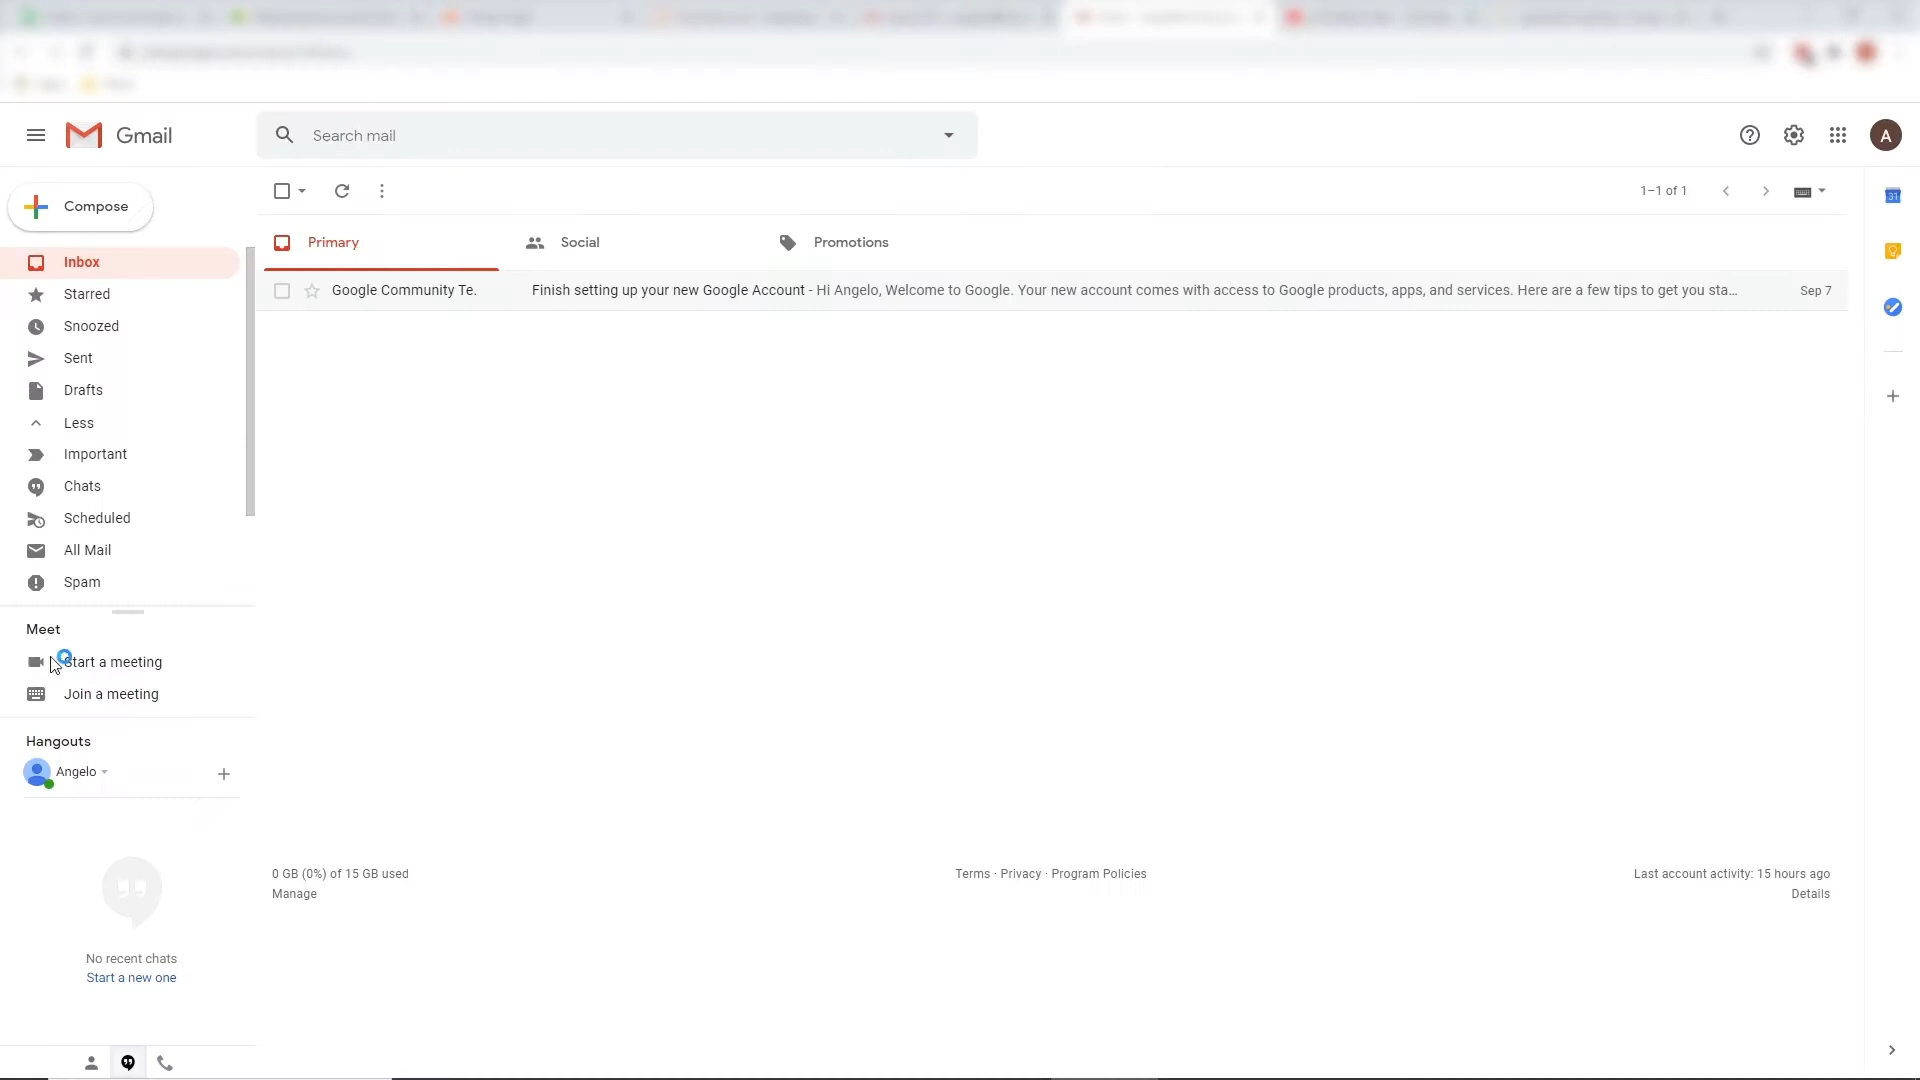 Gmail
Search mail
Compose
1–1 of 1
31
A
Primary
Social
Promotions
Inbox
Google Community Te. Finish setting up your new Google Account - Hi Angelo, Welcome to Google. Your new account comes with access to Google products, apps, and services. Here are a few tips to get you sta... Sep 7
Starred
Snoozed
Sent
Drafts
Less
Important
Chats
Scheduled
All Mail
Spam
Meet
Start a meeting
Join a meeting
Hangouts
Angelo
0 GB (0%) of 15 GB used
Manage
Terms · Privacy · Program Policies
Last account activity: 15 hours ago
Details
No recent chats
Start a new one